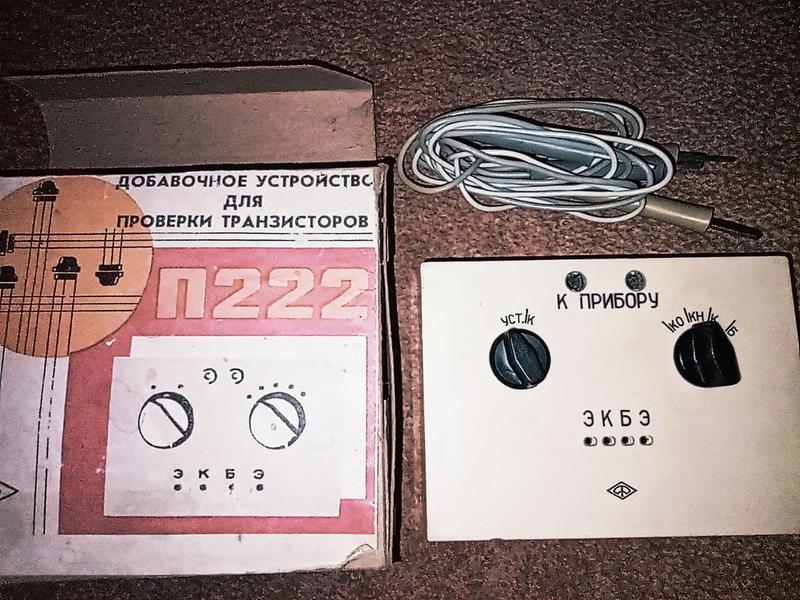 ДОБАВОЧНОЕ УСТРОЙСТВО
ДЛЯ
ПРОВЕРКИ ТРАНЗИСТОРОВ
П222
Э К Б Э
К ПРИБОРУ
УСТ.Iк
Iко Iкн Iк Iб
Э К Б Э